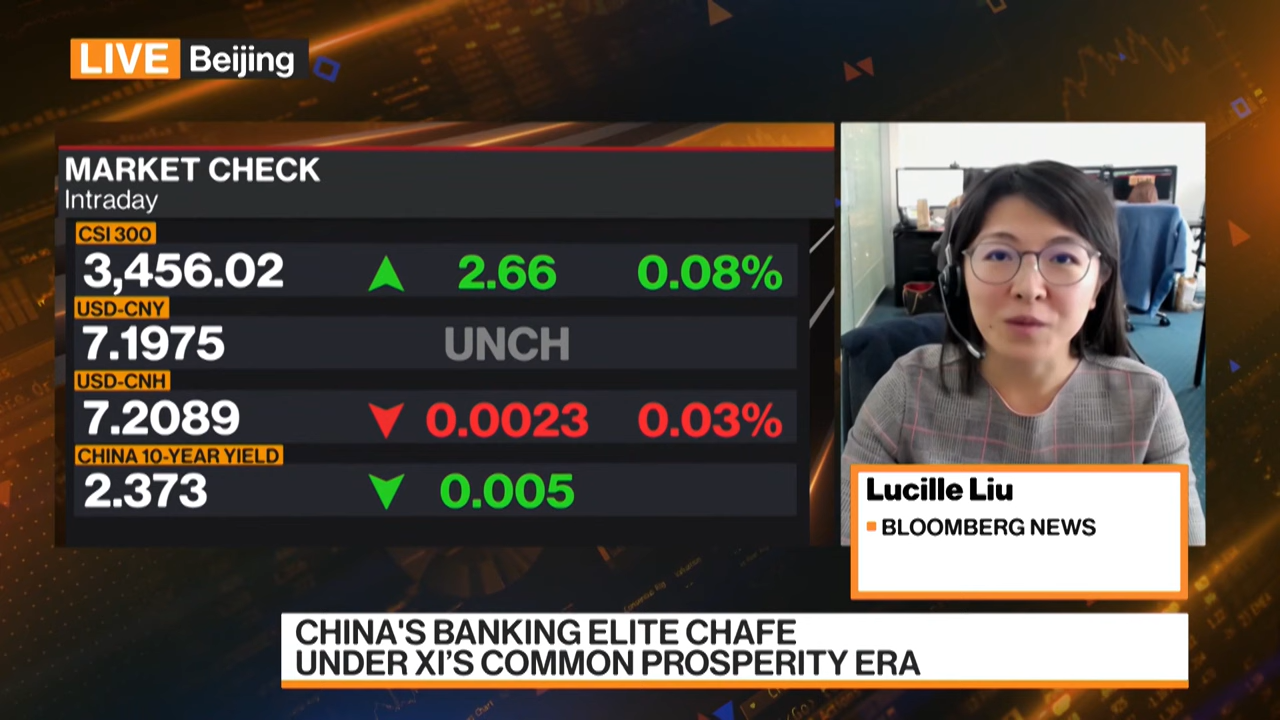 LIVE Beijing
MARKET CHECK
Intraday
CSI 300
3,456.02 ▲ 2.66 0.08%
USD-CNY
7.1975 UNCH
USD-CNH
7.2089 ▼ 0.0023 0.03%
CHINA 10-YEAR YIELD
2.373 ▼ 0.005
Lucille Liu
BLOOMBERG NEWS
CHINA'S BANKING ELITE CHAFE
UNDER XI'S COMMON PROSPERITY ERA